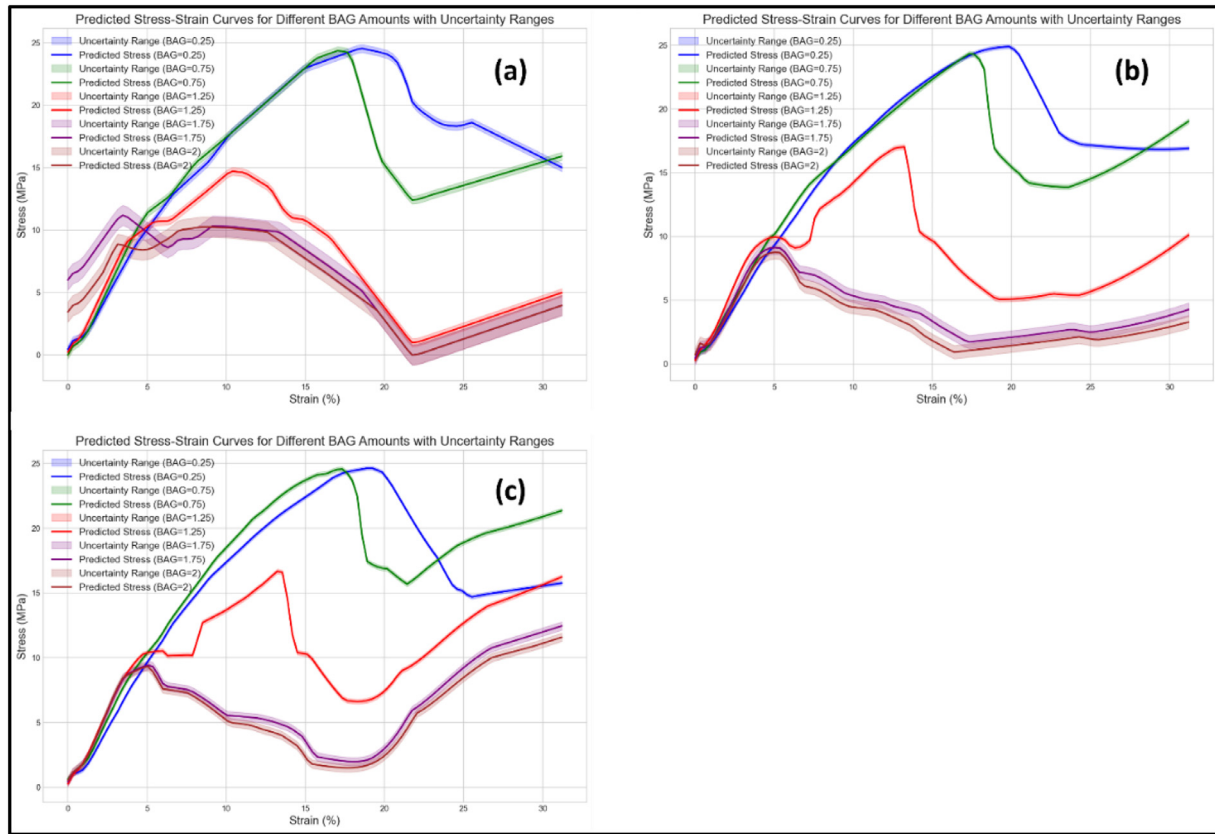 Predicted Stress-Strain Curves for Different BAG Amounts with Uncertainty Ranges
Uncertainty Range (BAG=0.25)
Predicted Stress (BAG=0.25)
Uncertainty Range (BAG=0.75)
Predicted Stress (BAG=0.75)
Uncertainty Range (BAG=1.25)
Predicted Stress (BAG=1.25)
Uncertainty Range (BAG=1.75)
Predicted Stress (BAG=1.75)
Uncertainty Range (BAG=2)
Predicted Stress (BAG=2)
(a)
Stress (MPa)
25
20
15
10
5
0
0 5 10 15 20 25 30
Strain (%)
Predicted Stress-Strain Curves for Different BAG Amounts with Uncertainty Ranges
Uncertainty Range (BAG=0.25)
Predicted Stress (BAG=0.25)
Uncertainty Range (BAG=0.75)
Predicted Stress (BAG=0.75)
Uncertainty Range (BAG=1.25)
Predicted Stress (BAG=1.25)
Uncertainty Range (BAG=1.75)
Predicted Stress (BAG=1.75)
Uncertainty Range (BAG=2)
Predicted Stress (BAG=2)
(b)
Stress (MPa)
25
20
15
10
5
0
0 5 10 15 20 25 30
Strain (%)
Predicted Stress-Strain Curves for Different BAG Amounts with Uncertainty Ranges
Uncertainty Range (BAG=0.25)
Predicted Stress (BAG=0.25)
Uncertainty Range (BAG=0.75)
Predicted Stress (BAG=0.75)
Uncertainty Range (BAG=1.25)
Predicted Stress (BAG=1.25)
Uncertainty Range (BAG=1.75)
Predicted Stress (BAG=1.75)
Uncertainty Range (BAG=2)
Predicted Stress (BAG=2)
(c)
Stress (MPa)
25
20
15
10
5
0
0 5 10 15 20 25 30
Strain (%)